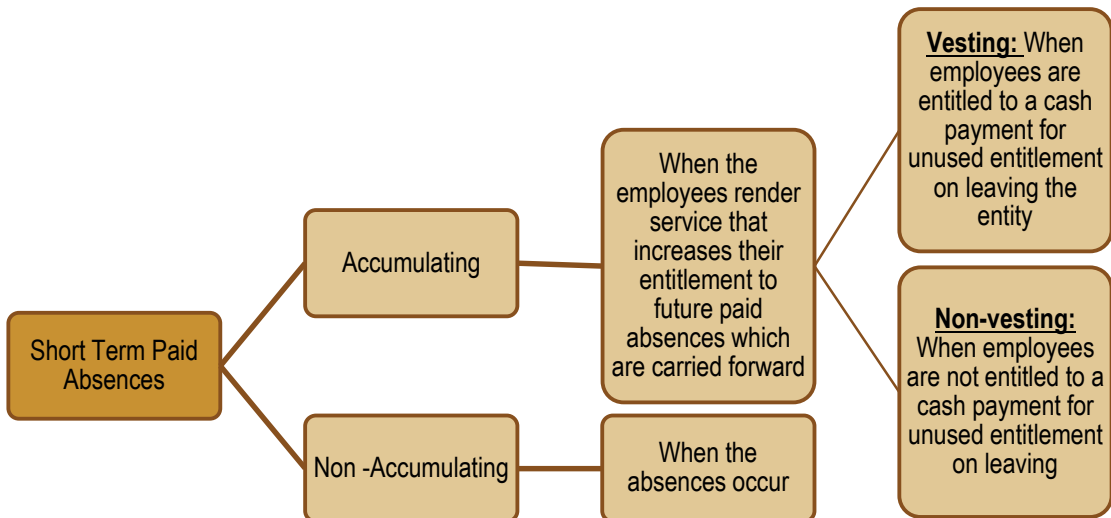 Short Term Paid
Absences
Accumulating
Non -Accumulating
When the
employees render
service that
increases their
entitlement to
future paid
absences which
are carried forward
When the
absences occur
Vesting: When
employees are
entitled to a cash
payment for
unused entitlement
on leaving the
entity
Non-vesting:
When employees
are not entitled to a
cash payment for
unused entitlement
on leaving